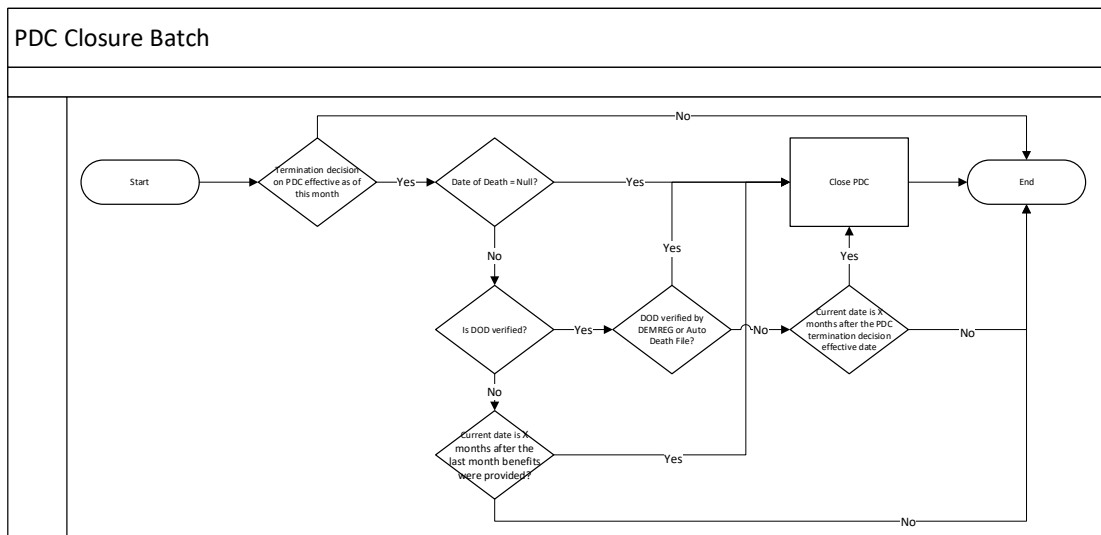 PDC Closure Batch
No
Start
Termination decision
on PDC effective as of
this month
Yes
Date of Death = Null?
Yes
Close PDC
End
No
Yes
Yes
Is DOD verified?
Yes
DOD verified by
DEMREG or Auto
Death File?
No
Current date is X
months after the PDC
termination decision
effective date
No
No
Current date is X
months after the
last month benefits
were provided?
Yes
No